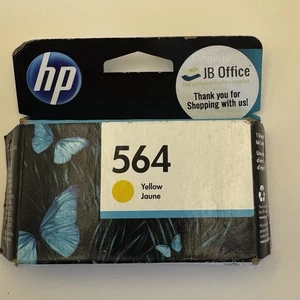 hp
JB Office
Thank you for
Shopping with us!
564
Yellow
Jaune